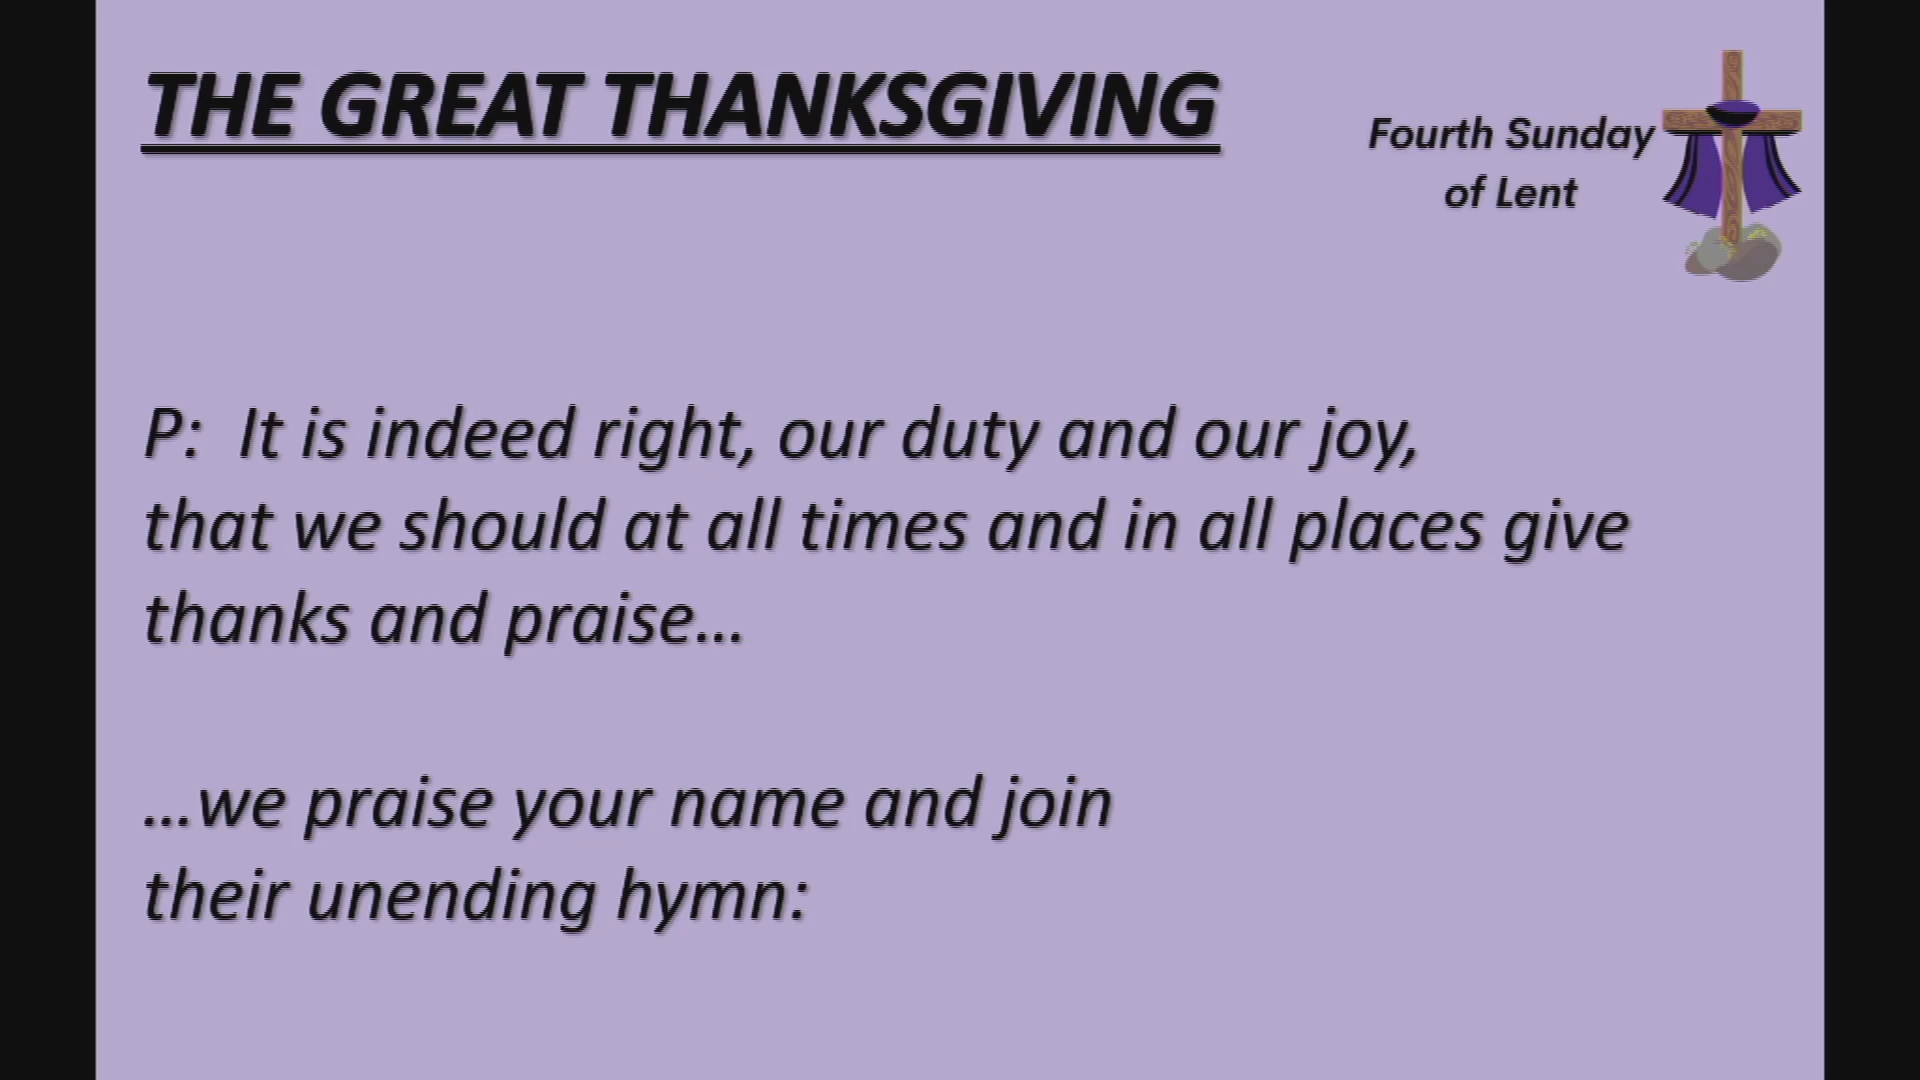 THE GREAT THANKSGIVING
Fourth Sunday
of Lent
P: It is indeed right, our duty and our joy,
that we should at all times and in all places give
thanks and praise...
...we praise your name and join
their unending hymn: